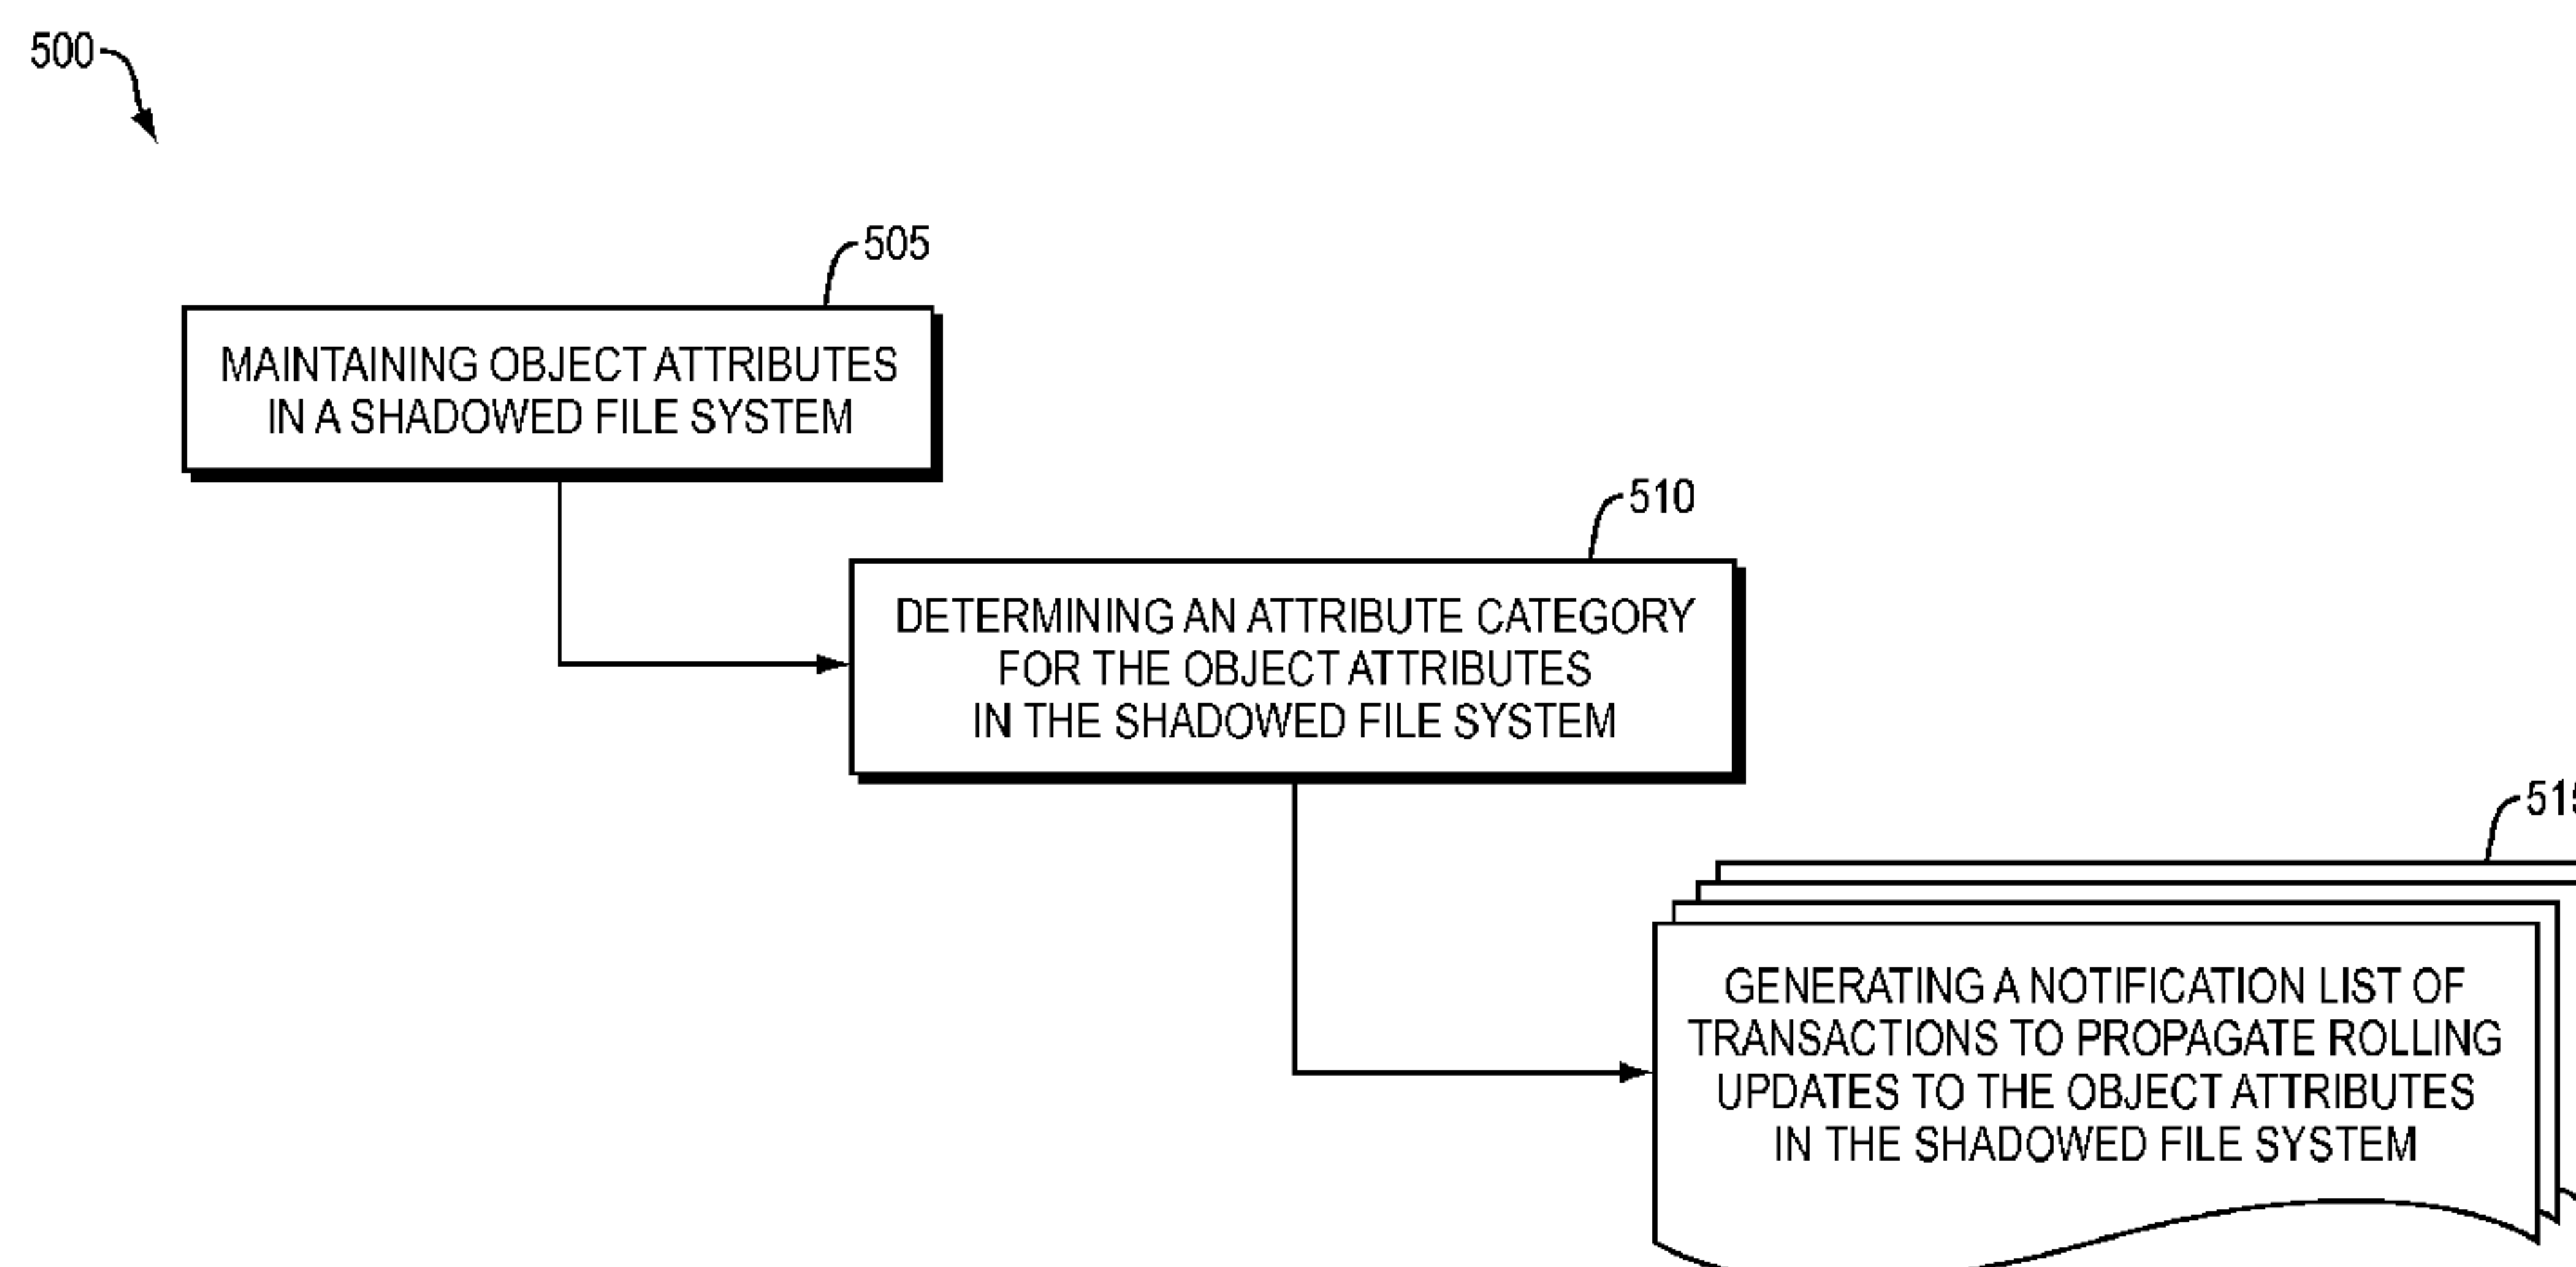 500
505
MAINTAINING OBJECT ATTRIBUTES
IN A SHADOWED FILE SYSTEM
510
DETERMINING AN ATTRIBUTE CATEGORY
FOR THE OBJECT ATTRIBUTES
IN THE SHADOWED FILE SYSTEM
515
GENERATING A NOTIFICATION LIST OF
TRANSACTIONS TO PROPAGATE ROLLING
UPDATES TO THE OBJECT ATTRIBUTES
IN THE SHADOWED FILE SYSTEM